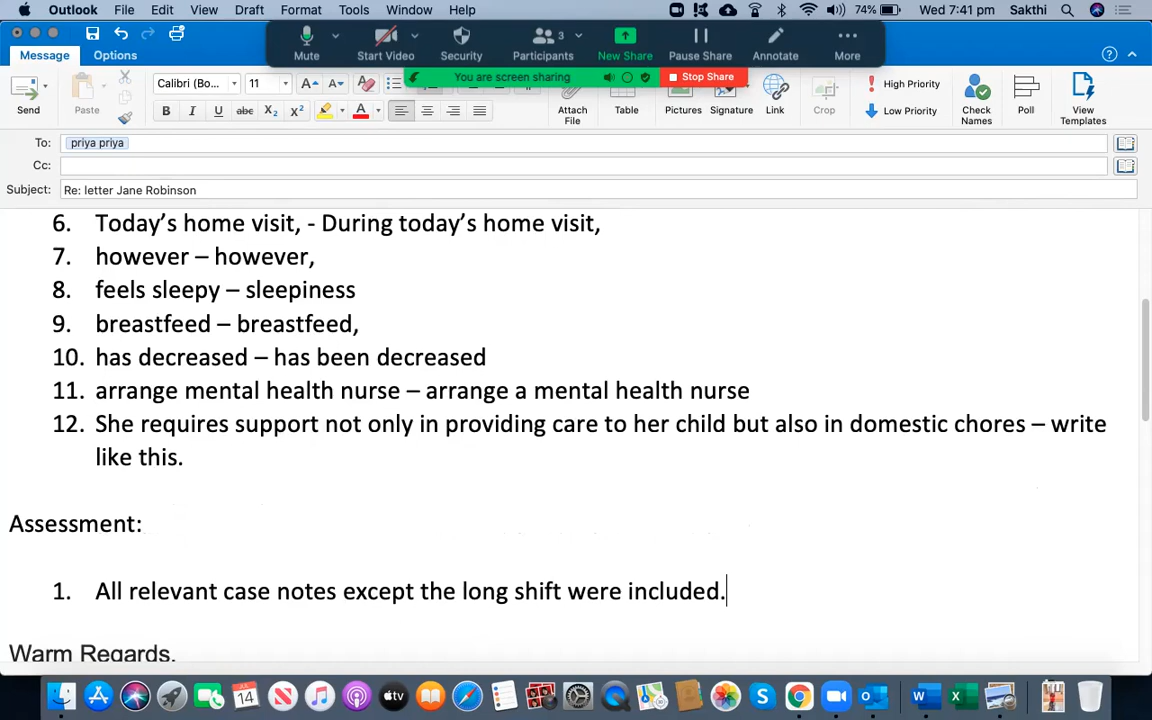 Outlook File Edit View Draft Format Tools Window Help 74% Wed 7:41 pm Sakthi
Mute Start Video Security 3 Participants New Share Pause Share Annotate More
You are screen sharing Stop Share
Message Options
Send Paste Calibri (Bo... 11 Attach File Table Pictures Signature Link Crop High Priority Low Priority Check Names Poll View Templates
B I U abc X2 X2 A A
To: priya priya
Cc:
Subject: Re: letter Jane Robinson
6. Today’s home visit, - During today’s home visit,
7. however – however,
8. feels sleepy – sleepiness
9. breastfeed – breastfeed,
10. has decreased – has been decreased
11. arrange mental health nurse – arrange a mental health nurse
12. She requires support not only in providing care to her child but also in domestic chores – write
like this.
Assessment:
1. All relevant case notes except the long shift were included.
Warm Regards,
14 tv S W X O